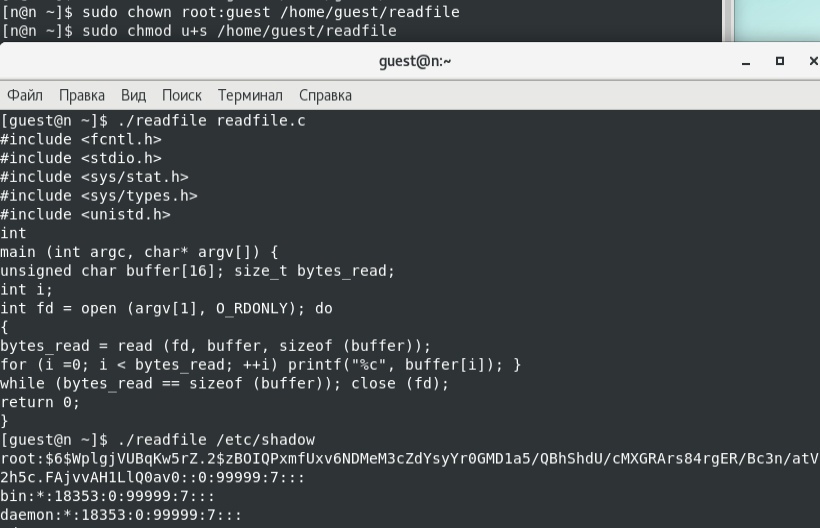 [n@n ~]$ sudo chown root:guest /home/guest/readfile
[n@n ~]$ sudo chmod u+s /home/guest/readfile
guest@n:~
Файл Правка Вид Поиск Терминал Справка
[guest@n ~]$ ./readfile readfile.c
#include <fcntl.h>
#include <stdio.h>
#include <sys/stat.h>
#include <sys/types.h>
#include <unistd.h>
int
main (int argc, char* argv[]) {
unsigned char buffer[16]; size_t bytes_read;
int i;
int fd = open (argv[1], O_RDONLY); do
{
bytes_read = read (fd, buffer, sizeof (buffer));
for (i =0; i < bytes_read; ++i) printf("%c", buffer[i]); }
while (bytes_read == sizeof (buffer)); close (fd);
return 0;
}
[guest@n ~]$ ./readfile /etc/shadow
root:$6$WplgjVUBqKw5rZ.2$zBOIQPxmfUxv6NDMeM3cZdYsyYr0GMD1a5/QBhShdU/cMXGRArs84rgER/Bc3n/atV
2h5c.FAjvvAH1LlQ0av0::0:99999:7:::
bin:*:18353:0:99999:7:::
daemon:*:18353:0:99999:7:::